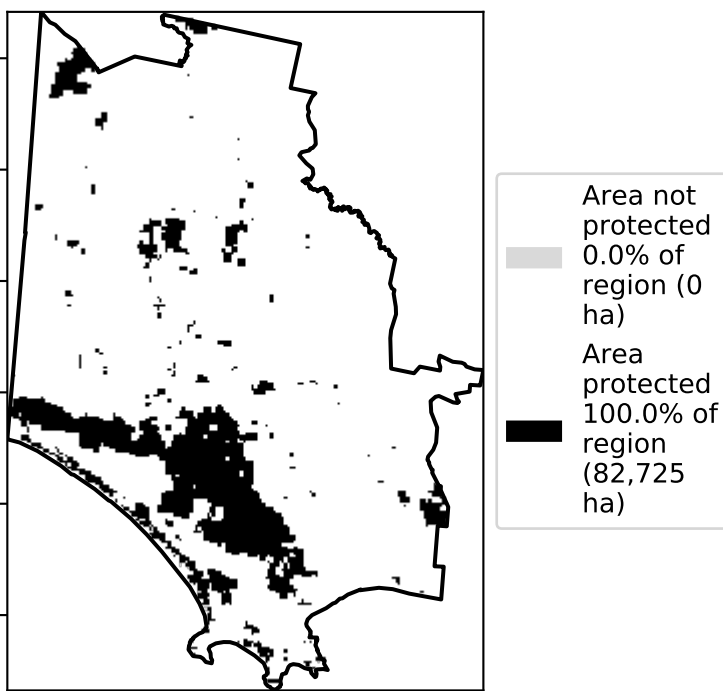 Area not
protected
0.0% of
region (0
ha)
Area
protected
100.0% of
region
(82,725
ha)